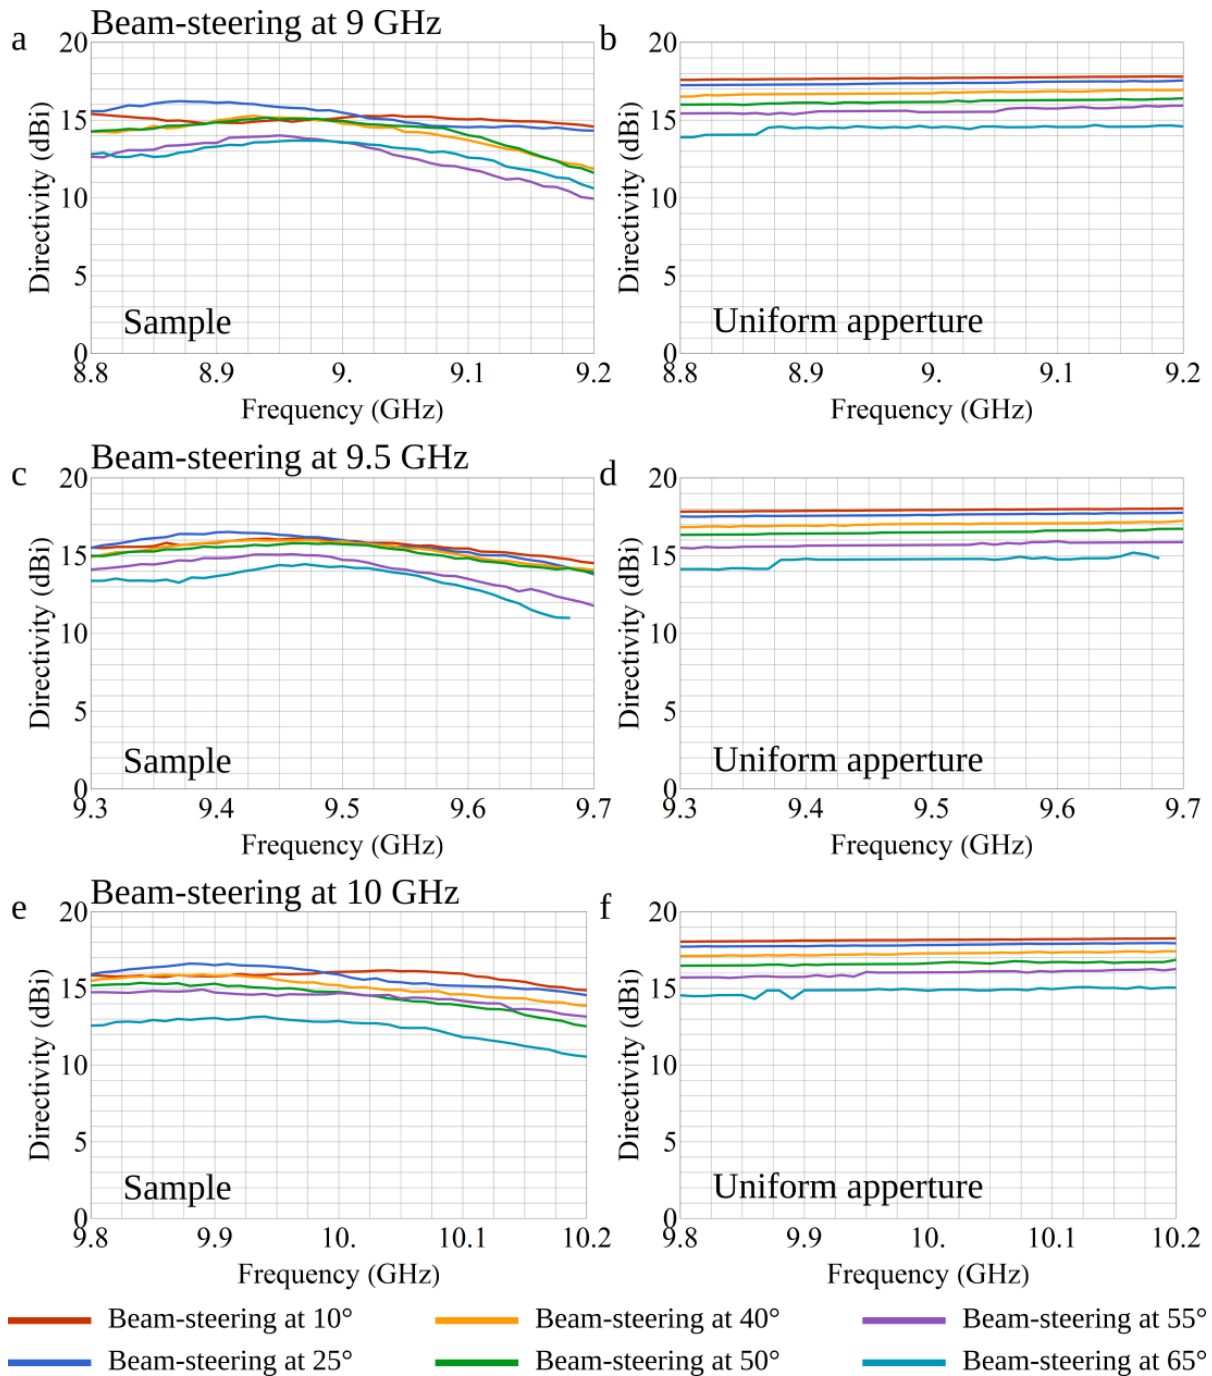 Beam-steering at 9 GHz
a
b
20
15
10
5
0
Directivity (dBi)
Sample
8.8 8.9 9. 9.1 9.2
Frequency (GHz)
20
15
10
5
0
Directivity (dBi)
Uniform apperture
8.8 8.9 9. 9.1 9.2
Frequency (GHz)
Beam-steering at 9.5 GHz
c
d
20
15
10
5
0
Directivity (dBi)
Sample
9.3 9.4 9.5 9.6 9.7
Frequency (GHz)
20
15
10
5
0
Directivity (dBi)
Uniform apperture
9.3 9.4 9.5 9.6 9.7
Frequency (GHz)
Beam-steering at 10 GHz
e
f
20
15
10
5
0
Directivity (dBi)
Sample
9.8 9.9 10. 10.1 10.2
Frequency (GHz)
20
15
10
5
0
Directivity (dBi)
Uniform apperture
9.8 9.9 10. 10.1 10.2
Frequency (GHz)
Beam-steering at 10° Beam-steering at 40° Beam-steering at 55°
Beam-steering at 25° Beam-steering at 50° Beam-steering at 65°